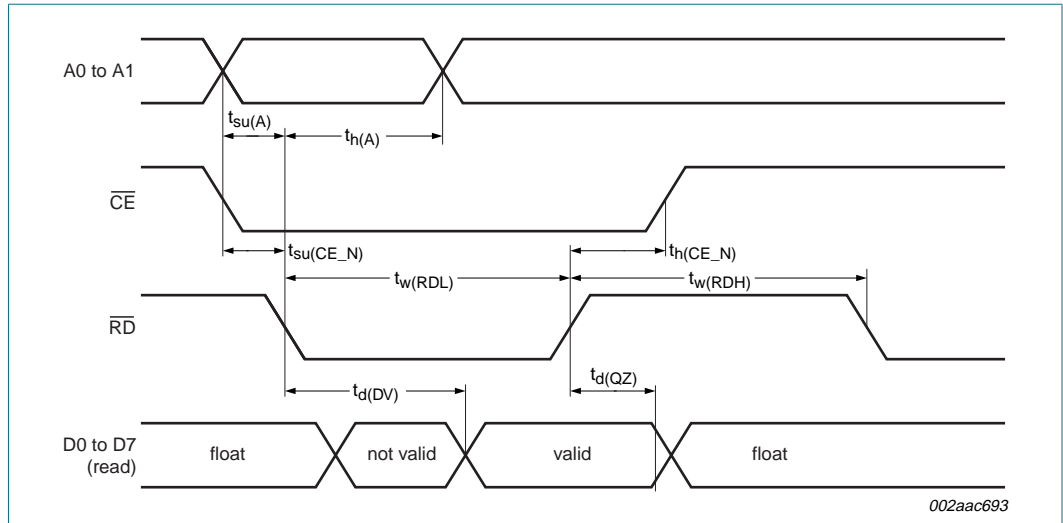 A0 to A1
tsu(A)
th(A)
CE
tsu(CE_N)
th(CE_N)
tw(RDL)
tw(RDH)
RD
td(DV)
td(QZ)
D0 to D7
(read)
float
not valid
valid
float
002aac693